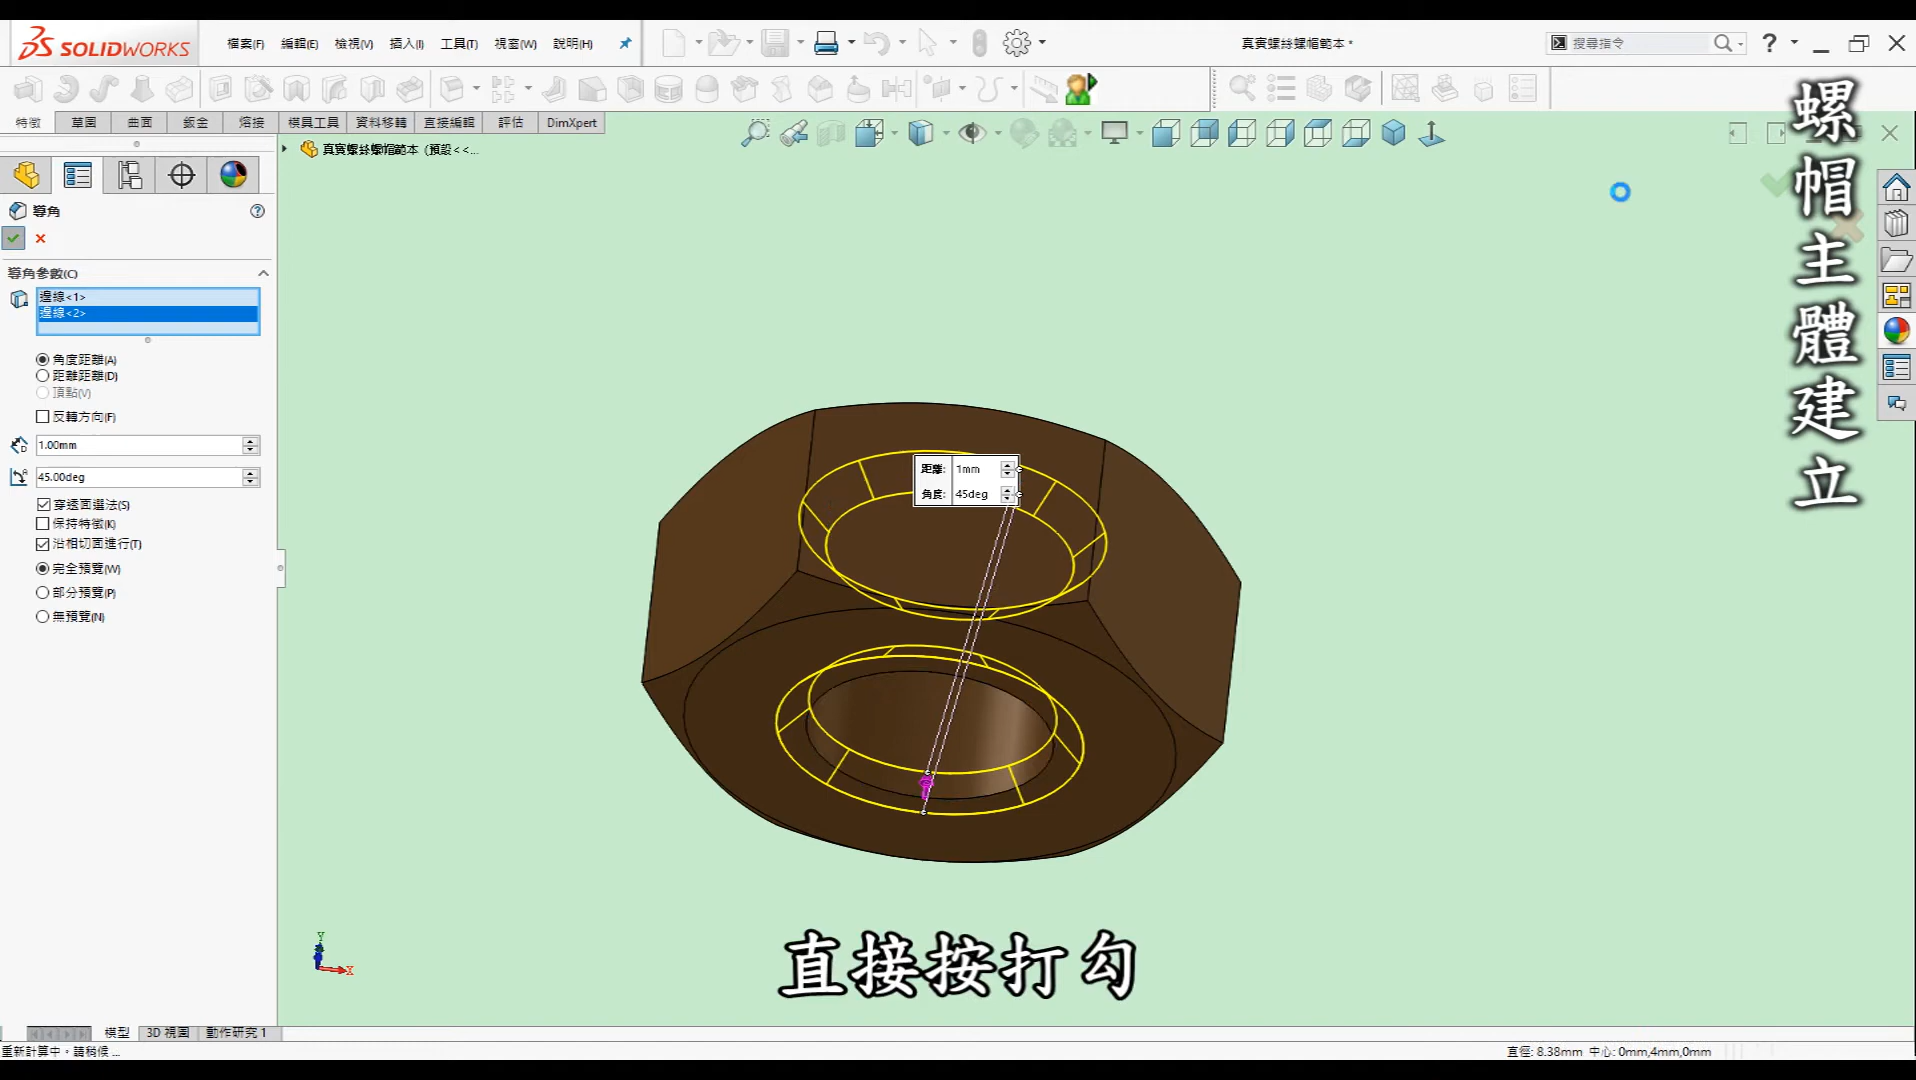 SOLIDWORKS
檔案(F) 編輯(E) 檢視(V) 插入(I) 工具(T) 視窗(W) 說明(H)
真實螺絲螺帽範本 *
搜尋指令
特徵 草圖 曲面 鈑金 熔接 模具工具 資料移轉 直接編輯 評估 DimXpert
真實螺絲螺帽範本 (預設<<...
導角
導角參數(C)
邊線<1>
邊線<2>
角度距離(A)
距離距離(D)
頂點(V)
反轉方向(F)
1.00mm
45.00deg
穿透面選法(S)
保持特徵(K)
沿相切面進行(T)
完全預覽(W)
部分預覽(P)
無預覽(N)
距離: 1mm
角度: 45deg
螺帽主體建立
Y
X
直接按打勾
模型 3D 視圖 動作研究 1
重新計算中。請稍候 ...
直徑: 8.38mm 中心: 0mm,4mm,0mm